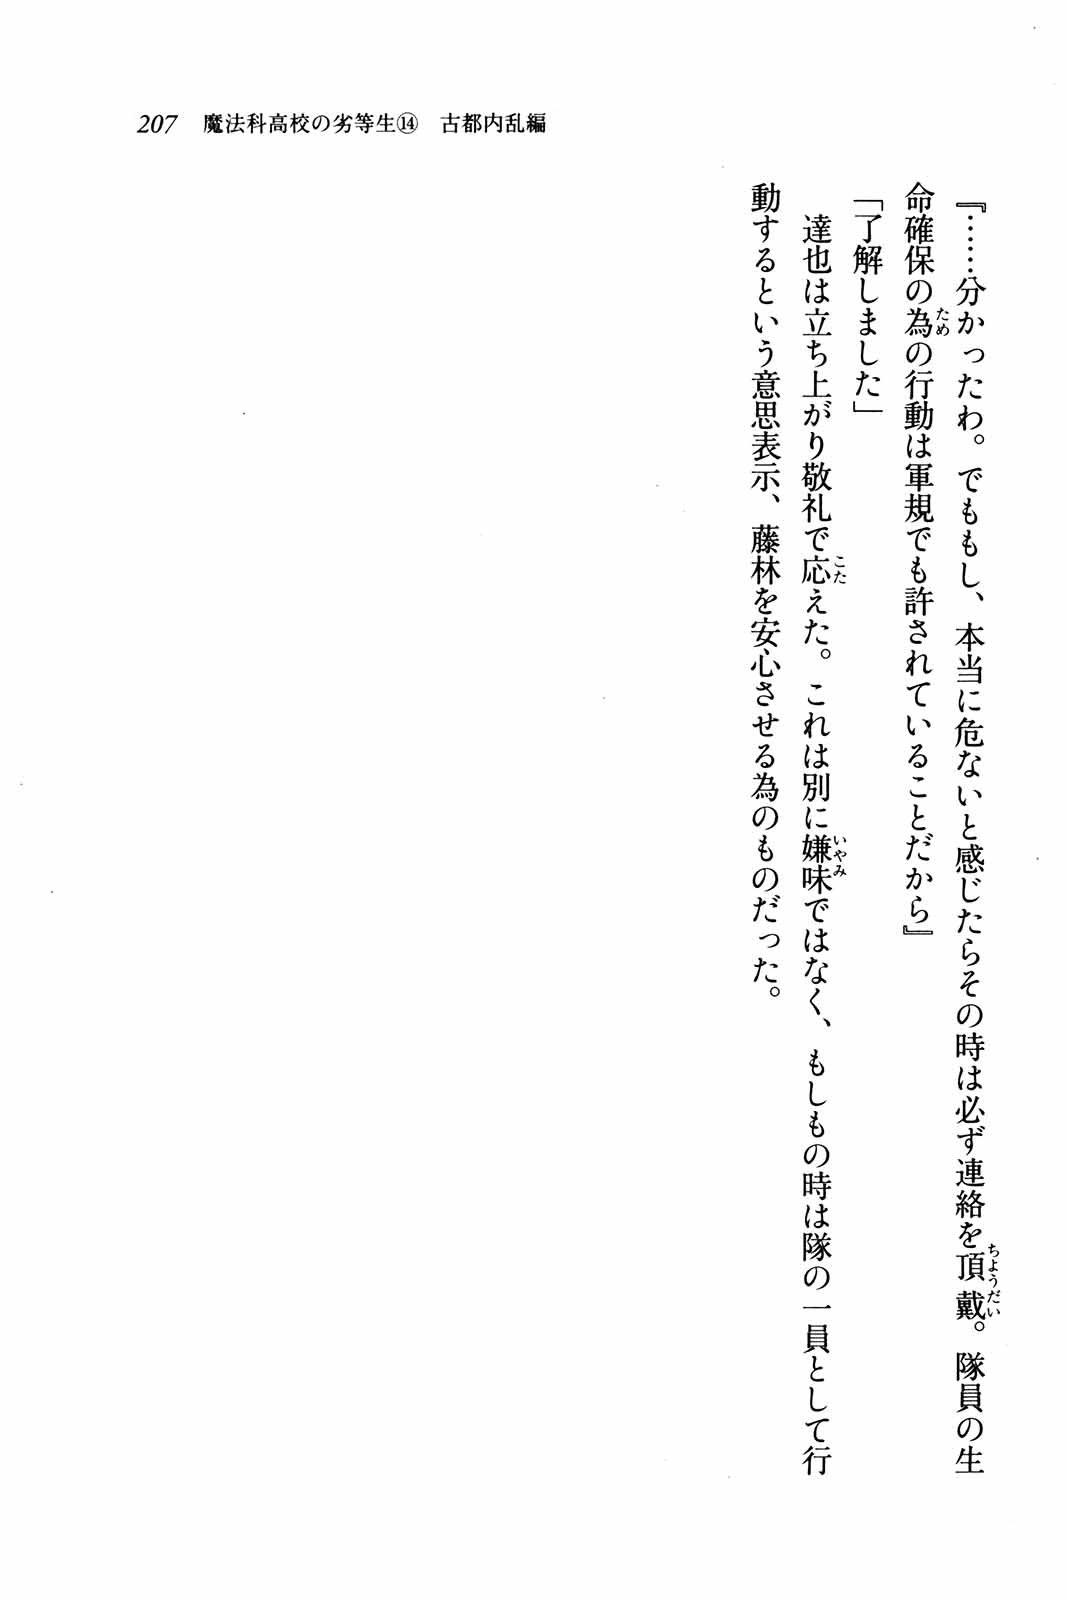 207 魔法科高校の劣等生⑭ 古都内乱編
『……分かったわ。でももし、本当に危ないと感じたらその時は必ず連絡を頂戴。隊員の生
命確保の為の行動は軍規でも許されていることだから』
「了解しました」
　達也は立ち上がり敬礼で応えた。これは別に嫌味ではなく、もしもの時は隊の一員として行
動するという意思表示、藤林を安心させる為のものだった。